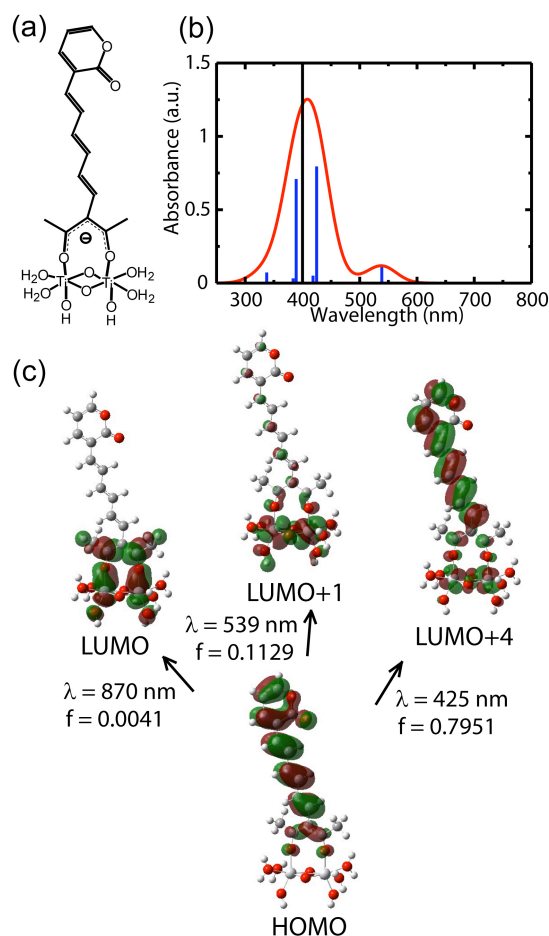 (a)
O
O
O
⊖
O
OH2
H2O
Ti
O
Ti
H2O
O
OH2
O
O
H
H
(b)
Absorbance (a.u.)
1.5
1
0.5
0
300
400
500
600
700
800
Wavelength (nm)
(c)
LUMO
LUMO+1
LUMO+4
λ = 539 nm
f = 0.1129
λ = 870 nm
f = 0.0041
λ = 425 nm
f = 0.7951
HOMO